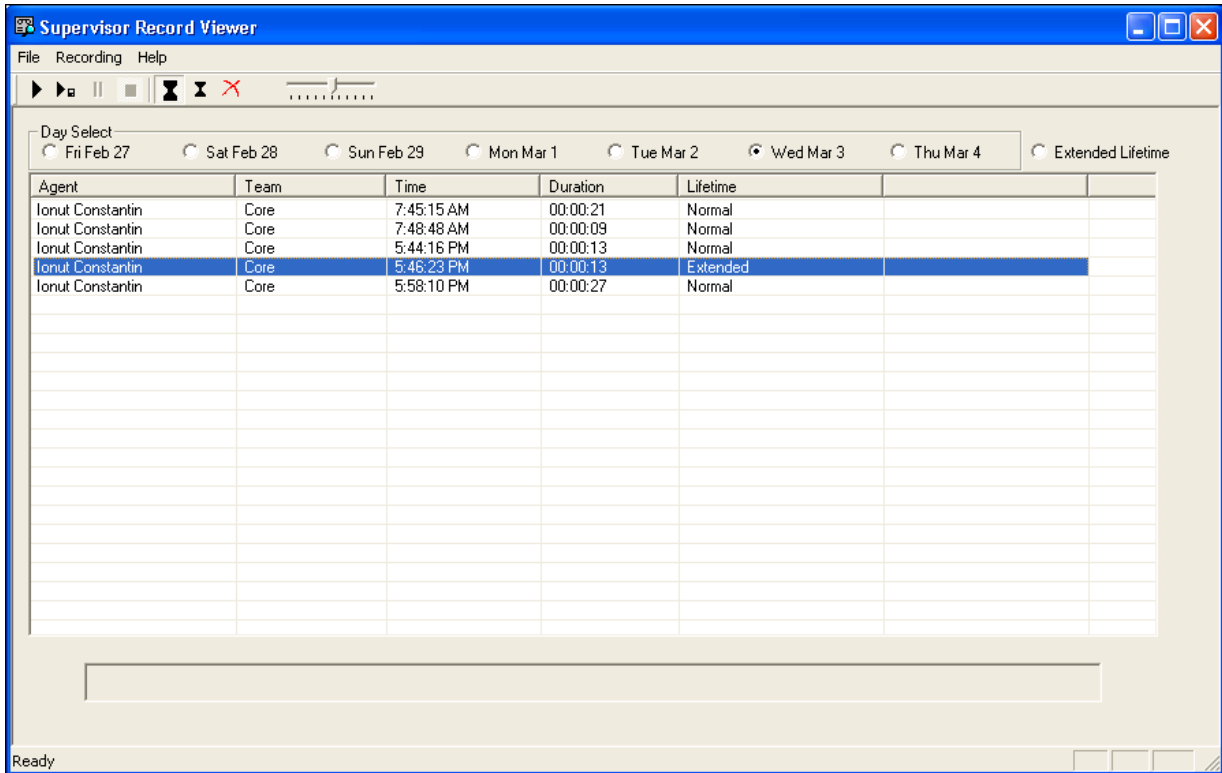 Supervisor Record Viewer
File Recording Help
Day Select
Fri Feb 27 Sat Feb 28 Sun Feb 29 Mon Mar 1 Tue Mar 2 Wed Mar 3 Thu Mar 4 Extended Lifetime
Agent Team Time Duration Lifetime
Ionut Constantin Core 7:45:15 AM 00:00:21 Normal
Ionut Constantin Core 7:48:48 AM 00:00:09 Normal
Ionut Constantin Core 5:44:16 PM 00:00:13 Normal
Ionut Constantin Core 5:46:23 PM 00:00:13 Extended
Ionut Constantin Core 5:58:10 PM 00:00:27 Normal
Ready